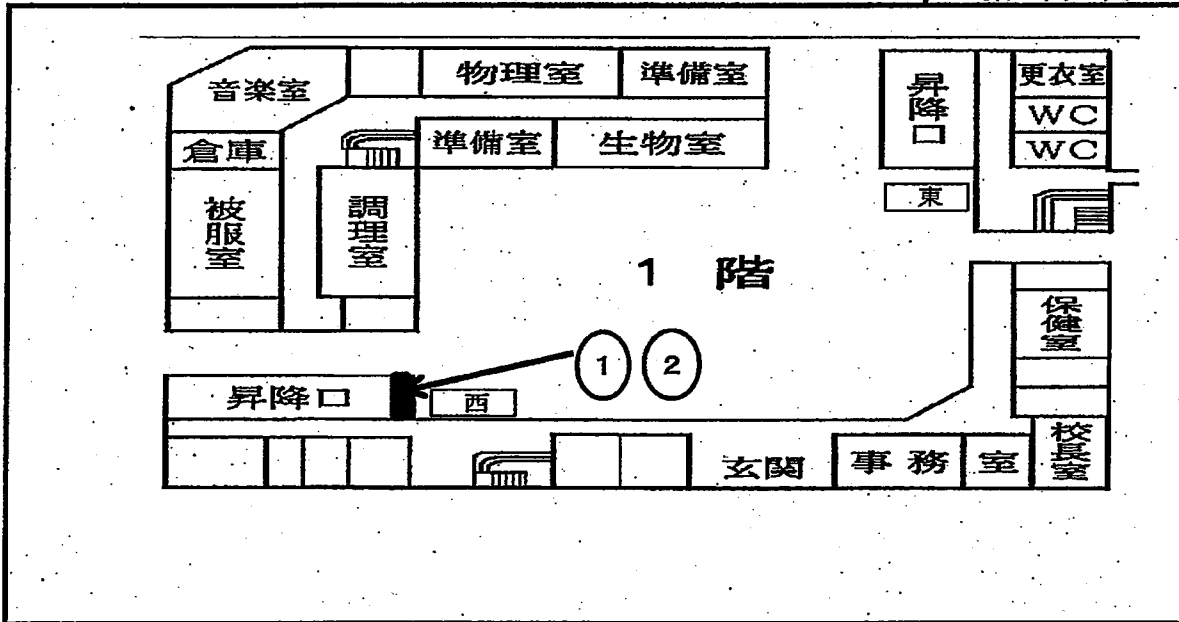 音楽室
物理室
準備室
昇降口
更衣室
WC
WC
倉庫
準備室
生物室
東
被服室
調理室
1 階
保健室
1
2
昇降口
西
玄関
事務
室
校長室